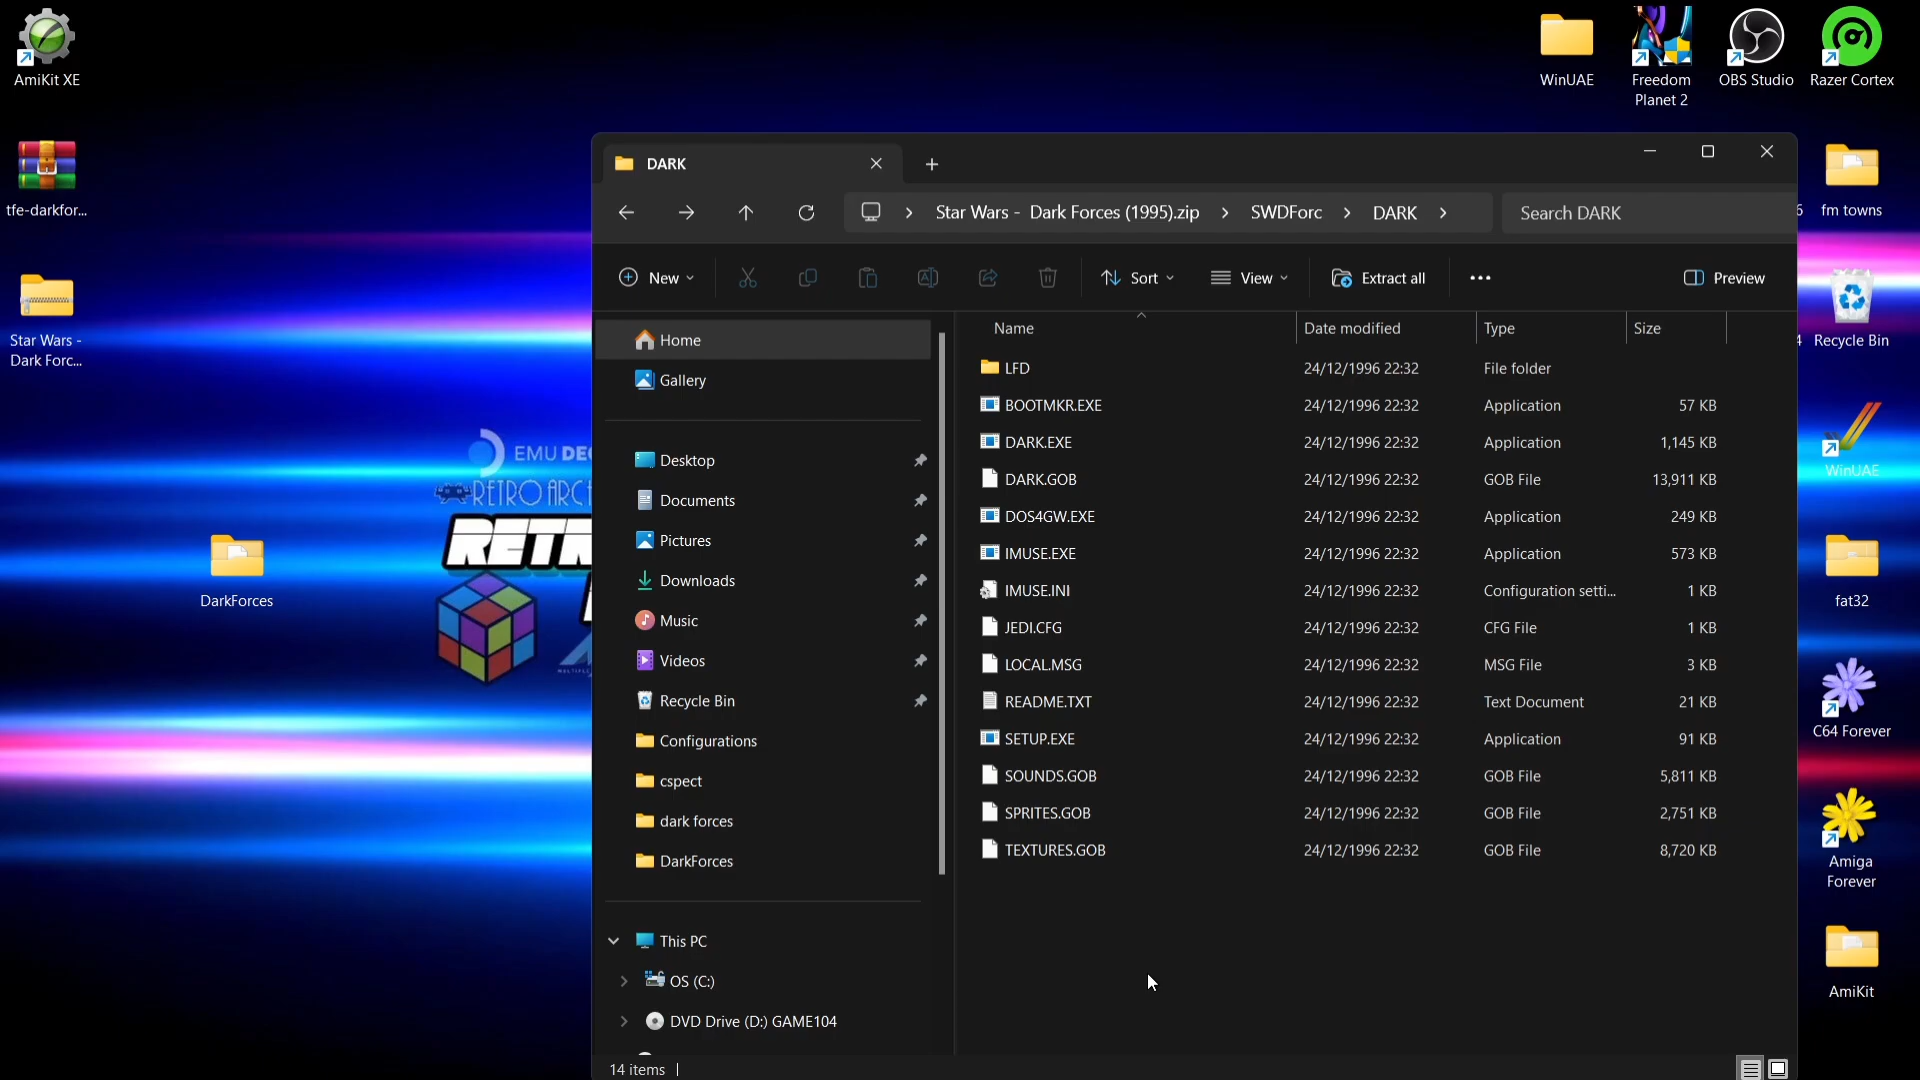 AmiKit XE
tfe-darkfor...
Star Wars -
Dark Forc...
DarkForces
EMU DE
RETROARC
RETR
WinUAE
Freedom
Planet 2
OBS Studio
Razer Cortex
DARK
Star Wars - Dark Forces (1995).zip > SWDForc > DARK >
Search DARK
New
Sort
View
Extract all
Preview
Home
Gallery
Desktop
Documents
Pictures
Downloads
Music
Videos
Recycle Bin
Configurations
cspect
dark forces
DarkForces
This PC
OS (C:)
DVD Drive (D:) GAME104
Name Date modified Type Size
LFD 24/12/1996 22:32 File folder
BOOTMKR.EXE 24/12/1996 22:32 Application 57 KB
DARK.EXE 24/12/1996 22:32 Application 1,145 KB
DARK.GOB 24/12/1996 22:32 GOB File 13,911 KB
DOS4GW.EXE 24/12/1996 22:32 Application 249 KB
IMUSE.EXE 24/12/1996 22:32 Application 573 KB
IMUSE.INI 24/12/1996 22:32 Configuration setti... 1 KB
JEDI.CFG 24/12/1996 22:32 CFG File 1 KB
LOCAL.MSG 24/12/1996 22:32 MSG File 3 KB
README.TXT 24/12/1996 22:32 Text Document 21 KB
SETUP.EXE 24/12/1996 22:32 Application 91 KB
SOUNDS.GOB 24/12/1996 22:32 GOB File 5,811 KB
SPRITES.GOB 24/12/1996 22:32 GOB File 2,751 KB
TEXTURES.GOB 24/12/1996 22:32 GOB File 8,720 KB
14 items
6
fm towns
4
Recycle Bin
WinUAE
fat32
C64 Forever
Amiga
Forever
AmiKit